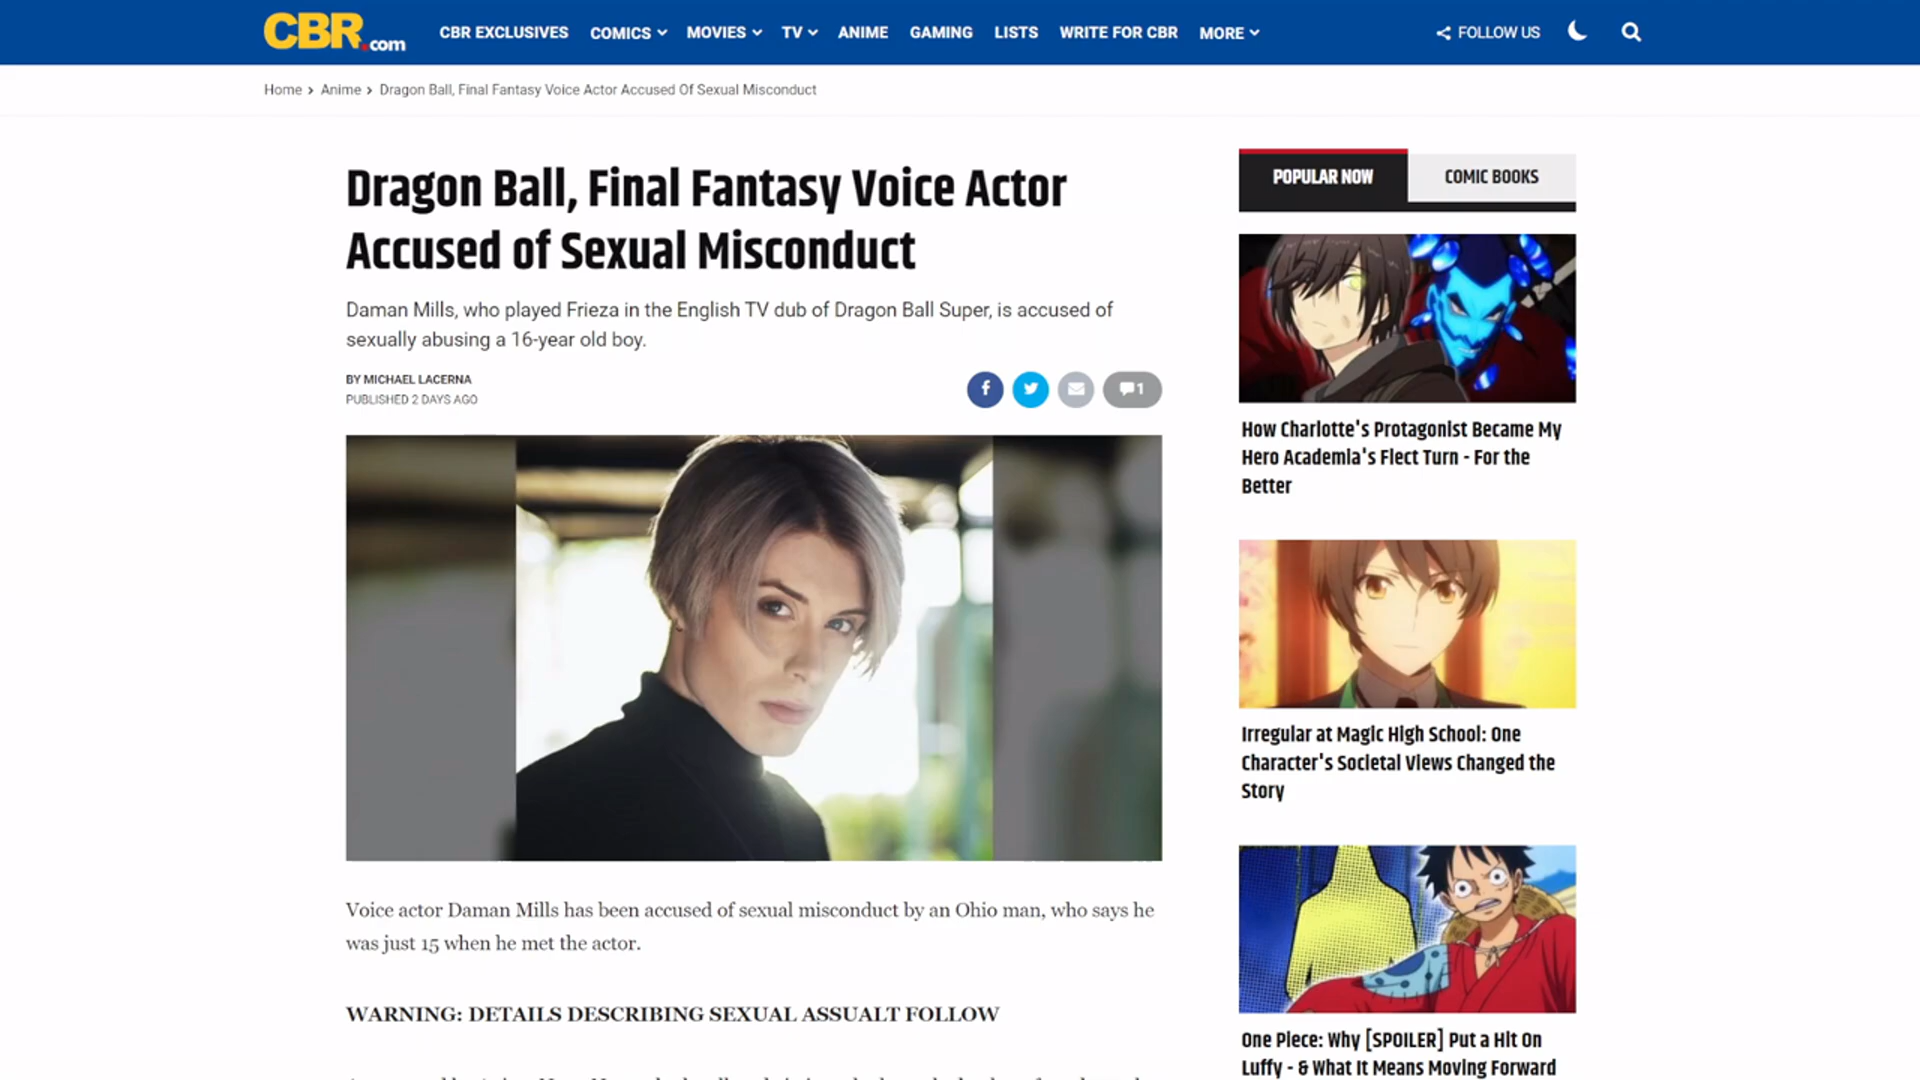 CBR.com
CBR EXCLUSIVES COMICS MOVIES TV ANIME GAMING LISTS WRITE FOR CBR MORE FOLLOW US
Home > Anime > Dragon Ball, Final Fantasy Voice Actor Accused Of Sexual Misconduct
Dragon Ball, Final Fantasy Voice Actor
Accused of Sexual Misconduct
Daman Mills, who played Frieza in the English TV dub of Dragon Ball Super, is accused of
sexually abusing a 16-year old boy.
BY MICHAEL LACERNA
PUBLISHED 2 DAYS AGO
1
Voice actor Daman Mills has been accused of sexual misconduct by an Ohio man, who says he
was just 15 when he met the actor.
WARNING: DETAILS DESCRIBING SEXUAL ASSUALT FOLLOW
POPULAR NOW
COMIC BOOKS
How Charlotte's Protagonist Became My
Hero Academia's Flect Turn - For the
Better
Irregular at Magic High School: One
Character's Societal Views Changed the
Story
One Piece: Why [SPOILER] Put a Hit On
Luffy - & What It Means Moving Forward